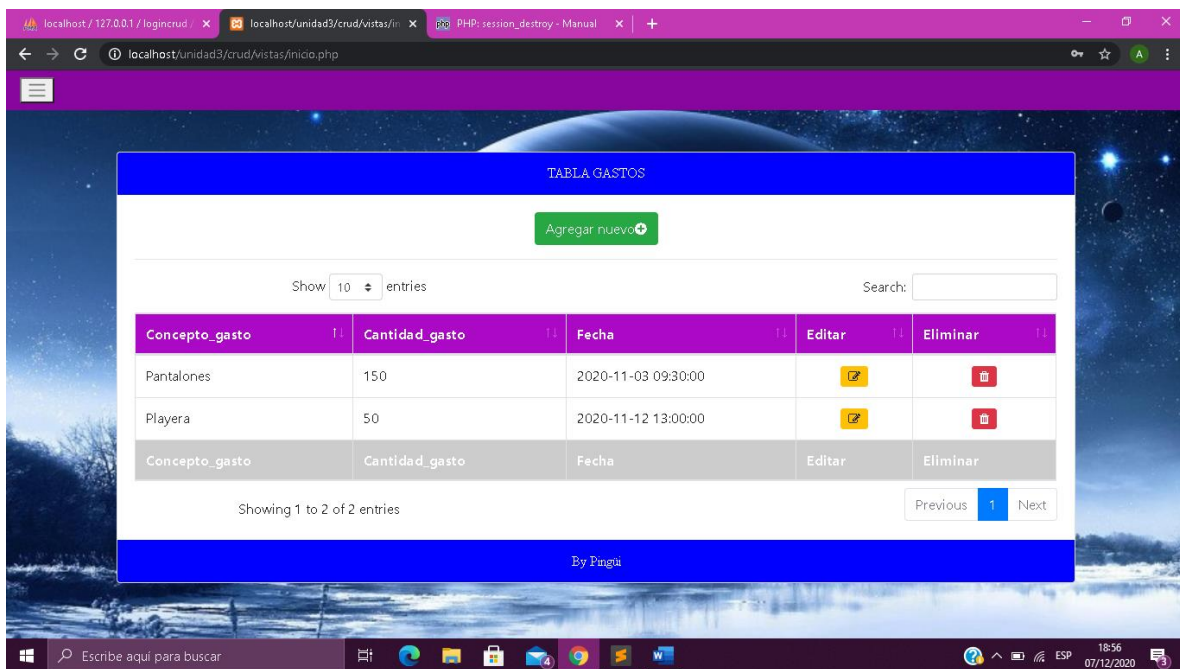 localhost / 127.0.0.1 / logincrud /
localhost/unidad3/crud/vistas/in
PHP: session_destroy - Manual
localhost/unidad3/crud/vistas/inicio.php
A
TABLA GASTOS
Agregar nuevo
Show 10 entries
Search:
Concepto_gasto Cantidad_gasto Fecha Editar Eliminar
Pantalones 150 2020-11-03 09:30:00
Playera 50 2020-11-12 13:00:00
Concepto_gasto Cantidad_gasto Fecha Editar Eliminar
Showing 1 to 2 of 2 entries
Previous 1 Next
By Pingüi
Escribe aquí para buscar
4
ESP
18:56
07/12/2020
3